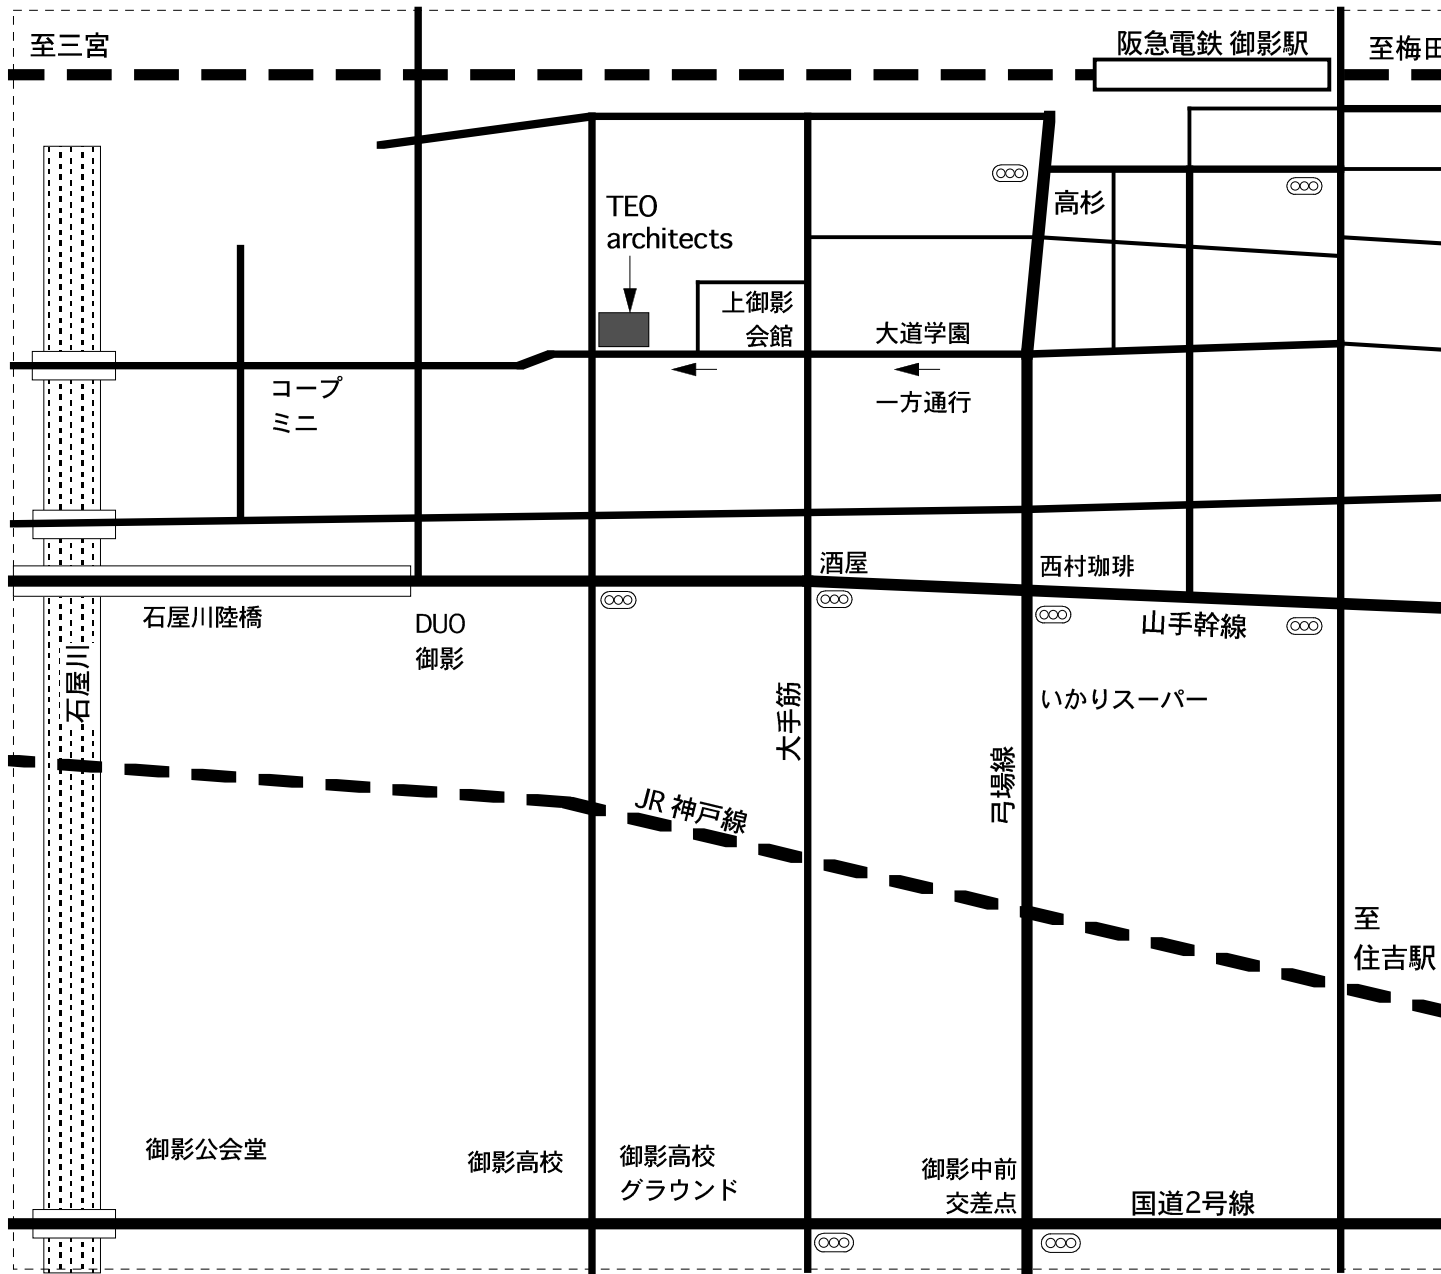 至三宮
阪急電鉄 御影駅
至梅田
TEO
architects
高杉
上御影
会館
大道学園
コープ
ミニ
一方通行
酒屋
西村珈琲
石屋川陸橋
DUO
御影
山手幹線
石屋川
大手筋
いかりスーパー
弓場線
JR 神戸線
至
住吉駅
御影公会堂
御影高校
御影高校
グラウンド
御影中前
交差点
国道2号線